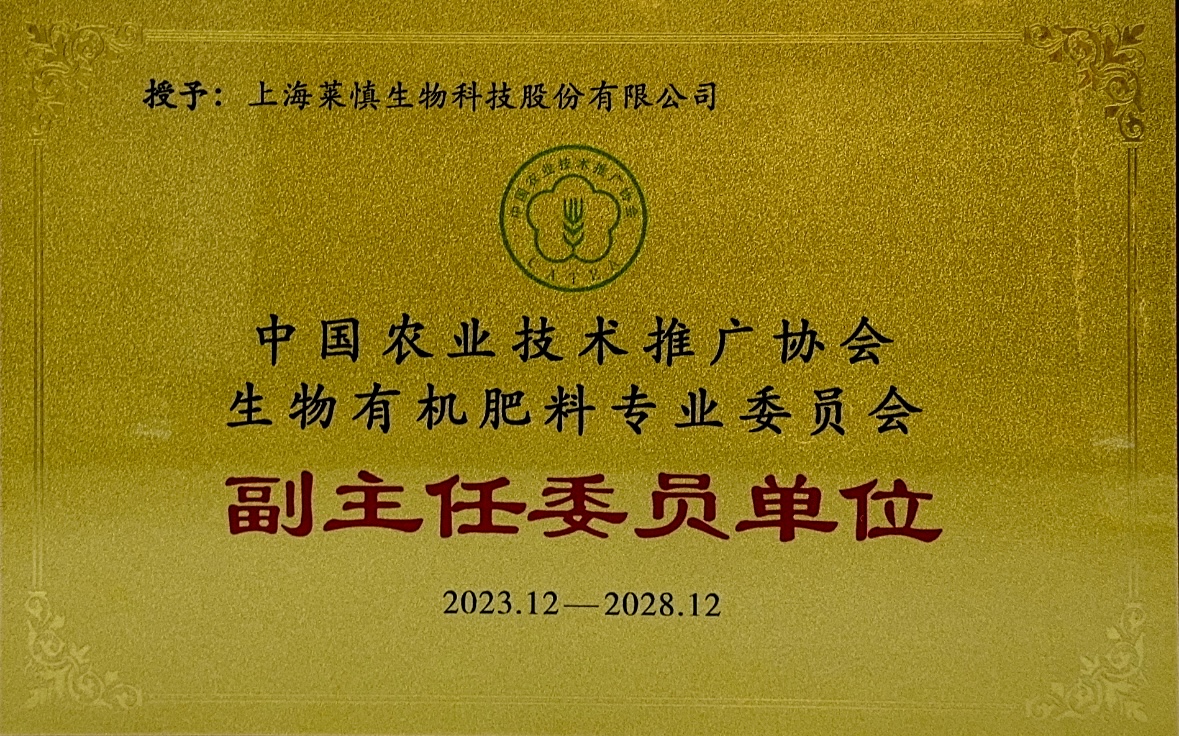 授予：上海莱慎生物科技股份有限公司
中国农业技术推广协会
CATEA
中国农业技术推广协会
生物有机肥料专业委员会
副主任委员单位
2023.12—2028.12